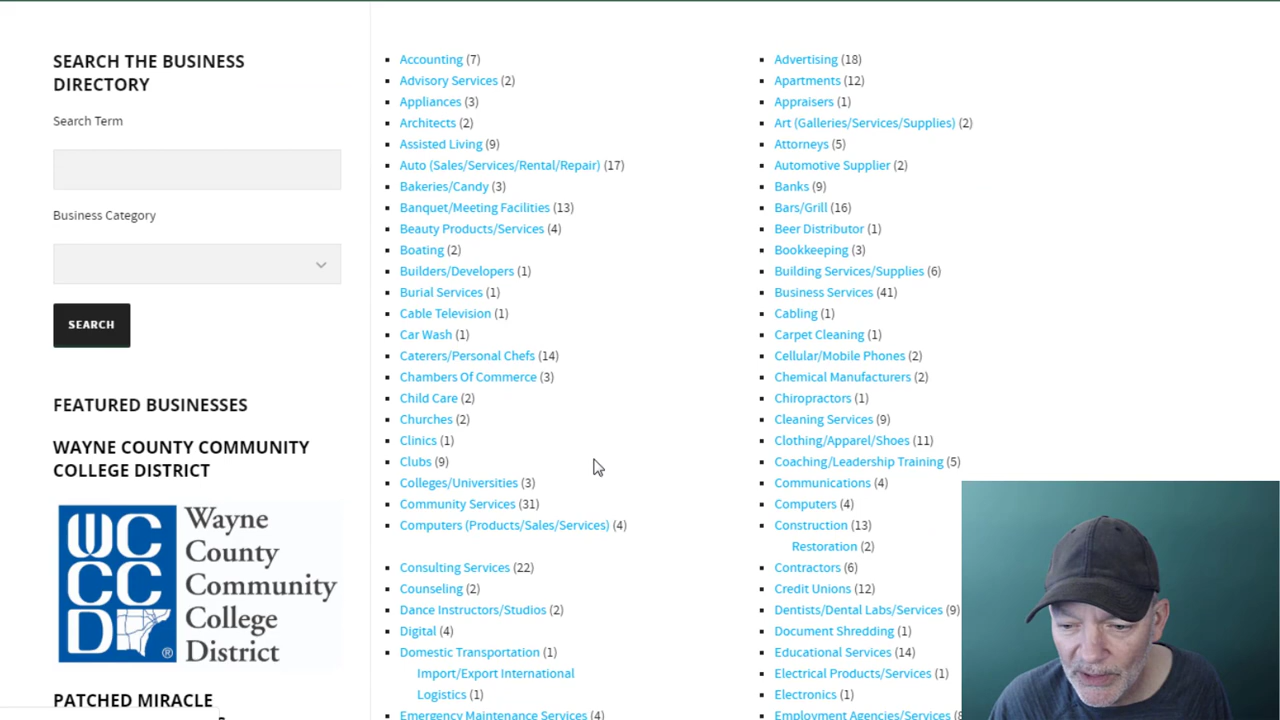 SEARCH THE BUSINESS
DIRECTORY
Search Term
Business Category
SEARCH
FEATURED BUSINESSES
WAYNE COUNTY COMMUNITY
COLLEGE DISTRICT
WCCCD
Wayne
County
Community
College
District
®
PATCHED MIRACLE
Accounting (7)
Advisory Services (2)
Appliances (3)
Architects (2)
Assisted Living (9)
Auto (Sales/Services/Rental/Repair) (17)
Bakeries/Candy (3)
Banquet/Meeting Facilities (13)
Beauty Products/Services (4)
Boating (2)
Builders/Developers (1)
Burial Services (1)
Cable Television (1)
Car Wash (1)
Caterers/Personal Chefs (14)
Chambers Of Commerce (3)
Child Care (2)
Churches (2)
Clinics (1)
Clubs (9)
Colleges/Universities (3)
Community Services (31)
Computers (Products/Sales/Services) (4)
Consulting Services (22)
Counseling (2)
Dance Instructors/Studios (2)
Digital (4)
Domestic Transportation (1)
Import/Export International
Logistics (1)
Emergency Maintenance Services (4)
Advertising (18)
Apartments (12)
Appraisers (1)
Art (Galleries/Services/Supplies) (2)
Attorneys (5)
Automotive Supplier (2)
Banks (9)
Bars/Grill (16)
Beer Distributor (1)
Bookkeeping (3)
Building Services/Supplies (6)
Business Services (41)
Cabling (1)
Carpet Cleaning (1)
Cellular/Mobile Phones (2)
Chemical Manufacturers (2)
Chiropractors (1)
Cleaning Services (9)
Clothing/Apparel/Shoes (11)
Coaching/Leadership Training (5)
Communications (4)
Computers (4)
Construction (13)
Restoration (2)
Contractors (6)
Credit Unions (12)
Dentists/Dental Labs/Services (9)
Document Shredding (1)
Educational Services (14)
Electrical Products/Services (1)
Electronics (1)
Employment Agencies/Services